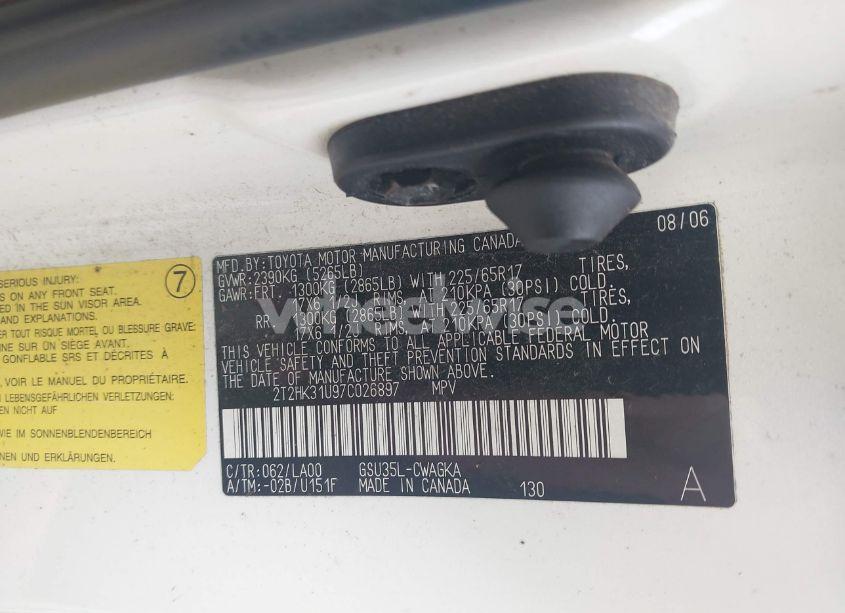 SERIOUS INJURY:
S ON ANY FRONT SEAT.
ED IN THE SUN VISOR AREA.
AND EXPLANATIONS.
ER TOUT RISQUE MORTEL OU BLESSURE GRAVE:
INE SUR UN SIÈGE AVANT.
GONFLABLE SRS ET DÉCRITES À
, VOIR LE MANUEL DU PROPRIÉTAIRE.
LEBENSGEFÄHRLICHEN VERLETZUNGEN:
EN NICHT AUF
WIE IM SONNENBLENDENBEREICH
NEN UND ERKLÄRUNGEN.
7
08/06
MFD.BY:TOYOTA MOTOR MANUFACTURING CANADA
GVWR:2390KG (5265LB)
GAWR:FRT. 1300KG (2865LB) WITH 225/65R17 TIRES,
17X6 1/2J RIMS, AT 210KPA (30PSI) COLD.
RR. 1300KG (2865LB) WITH 225/65R17 TIRES,
17X6 1/2J RIMS, AT 210KPA (30PSI) COLD.
THIS VEHICLE CONFORMS TO ALL APPLICABLE FEDERAL MOTOR
VEHICLE SAFETY AND THEFT PREVENTION STANDARDS IN EFFECT ON
THE DATE OF MANUFACTURE SHOWN ABOVE.
2T2HK31U97C026897 MPV
C/TR:062/LA00 GSU35L-CWAGKA
A/TM:-02B/U151F MADE IN CANADA 130 A
wheelwise